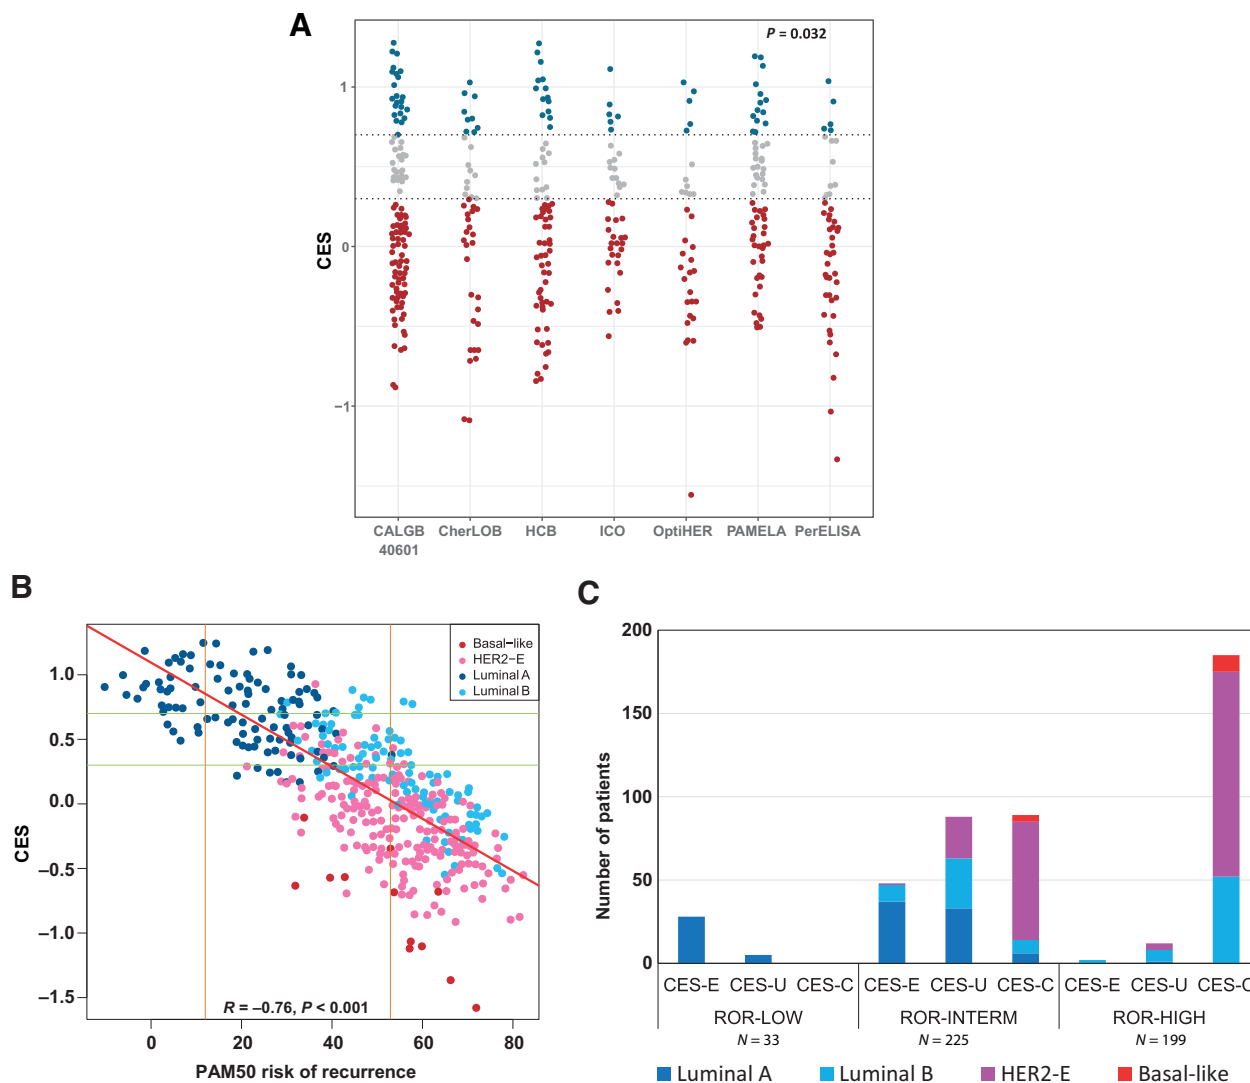 A
P = 0.032
1
0
−1
CES
CALGB 40601
CherLOB
HCB
ICO
OptiHER
PAMELA
PerELISA
B
Basal−like
HER2−E
Luminal A
Luminal B
1.0
0.5
0.0
−0.5
−1.0
−1.5
CES
R = −0.76, P < 0.001
0 20 40 60 80
PAM50 risk of recurrence
C
200
150
100
50
0
Number of patients
CES-E CES-U CES-C CES-E CES-U CES-C CES-E CES-U CES-C
ROR-LOW ROR-INTERM ROR-HIGH
N = 33 N = 225 N = 199
Luminal A Luminal B HER2-E Basal-like